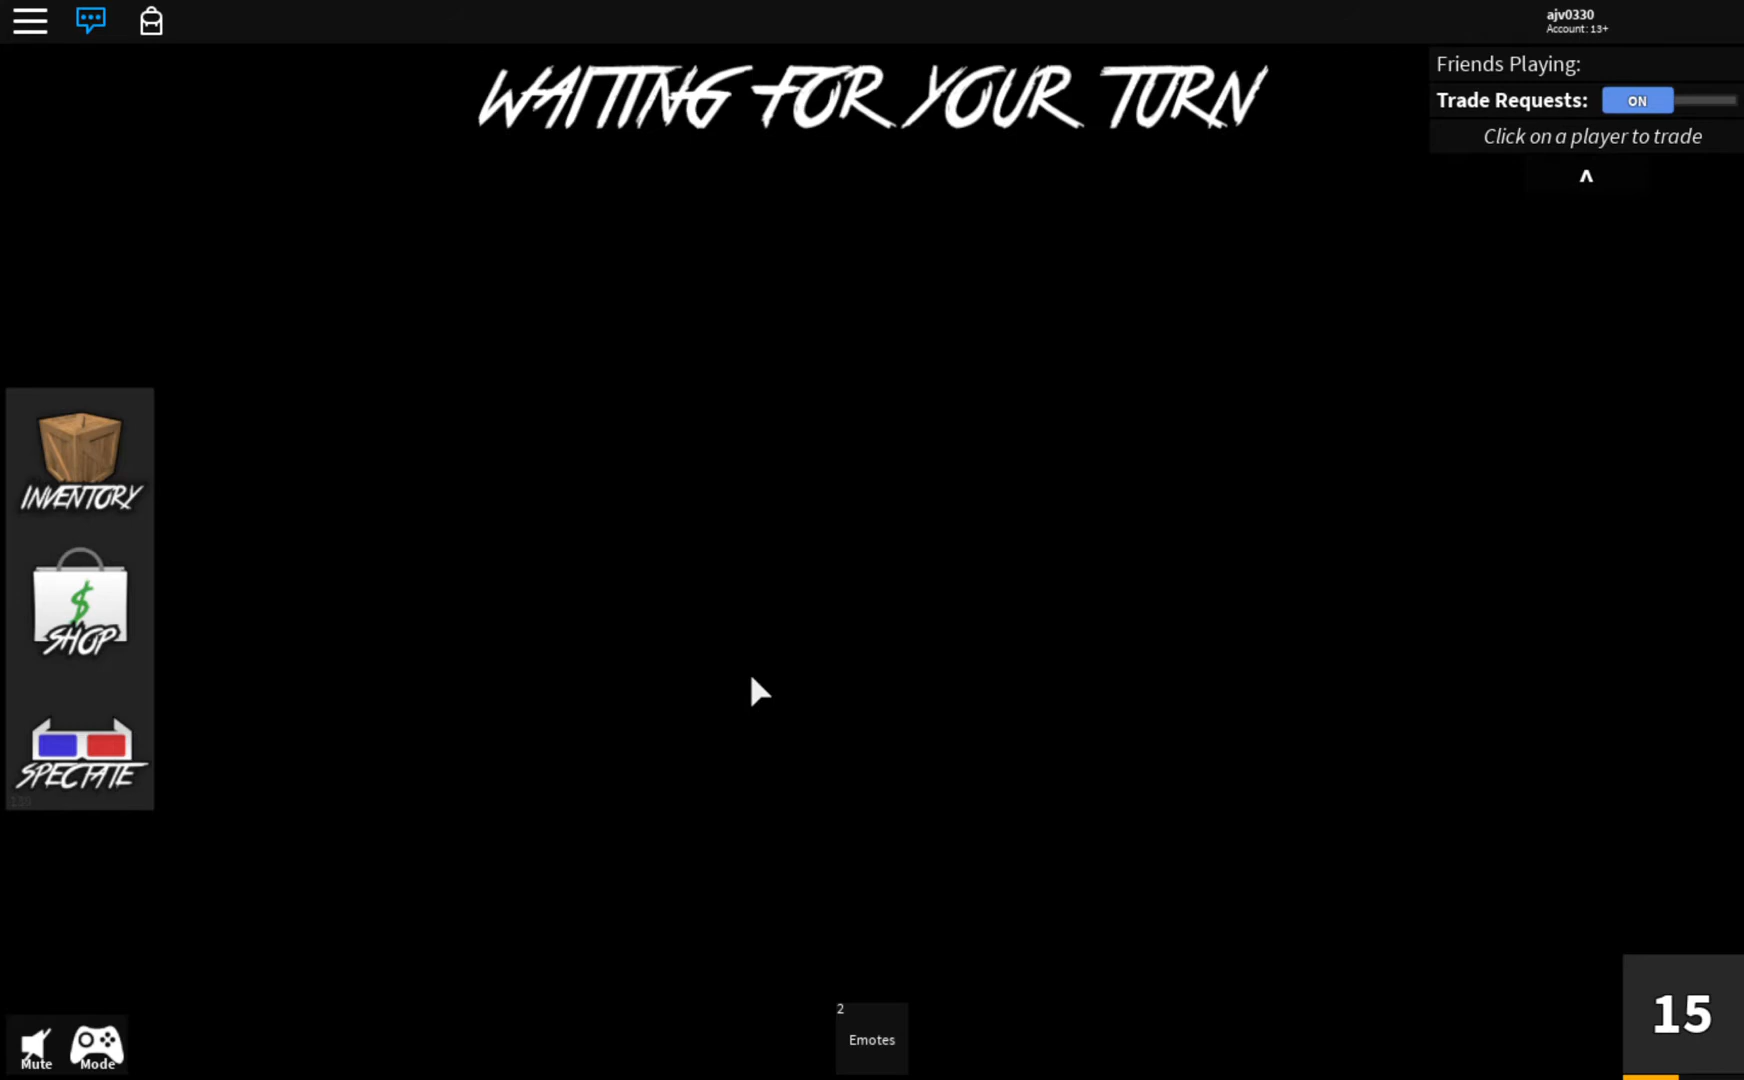 ajv0330
Account: 13+
WAITING FOR YOUR TURN
Friends Playing:
Trade Requests: ON
Click on a player to trade
INVENTORY
$
SHOP
SPECTATE
2
Emotes
Mute
Mode
15